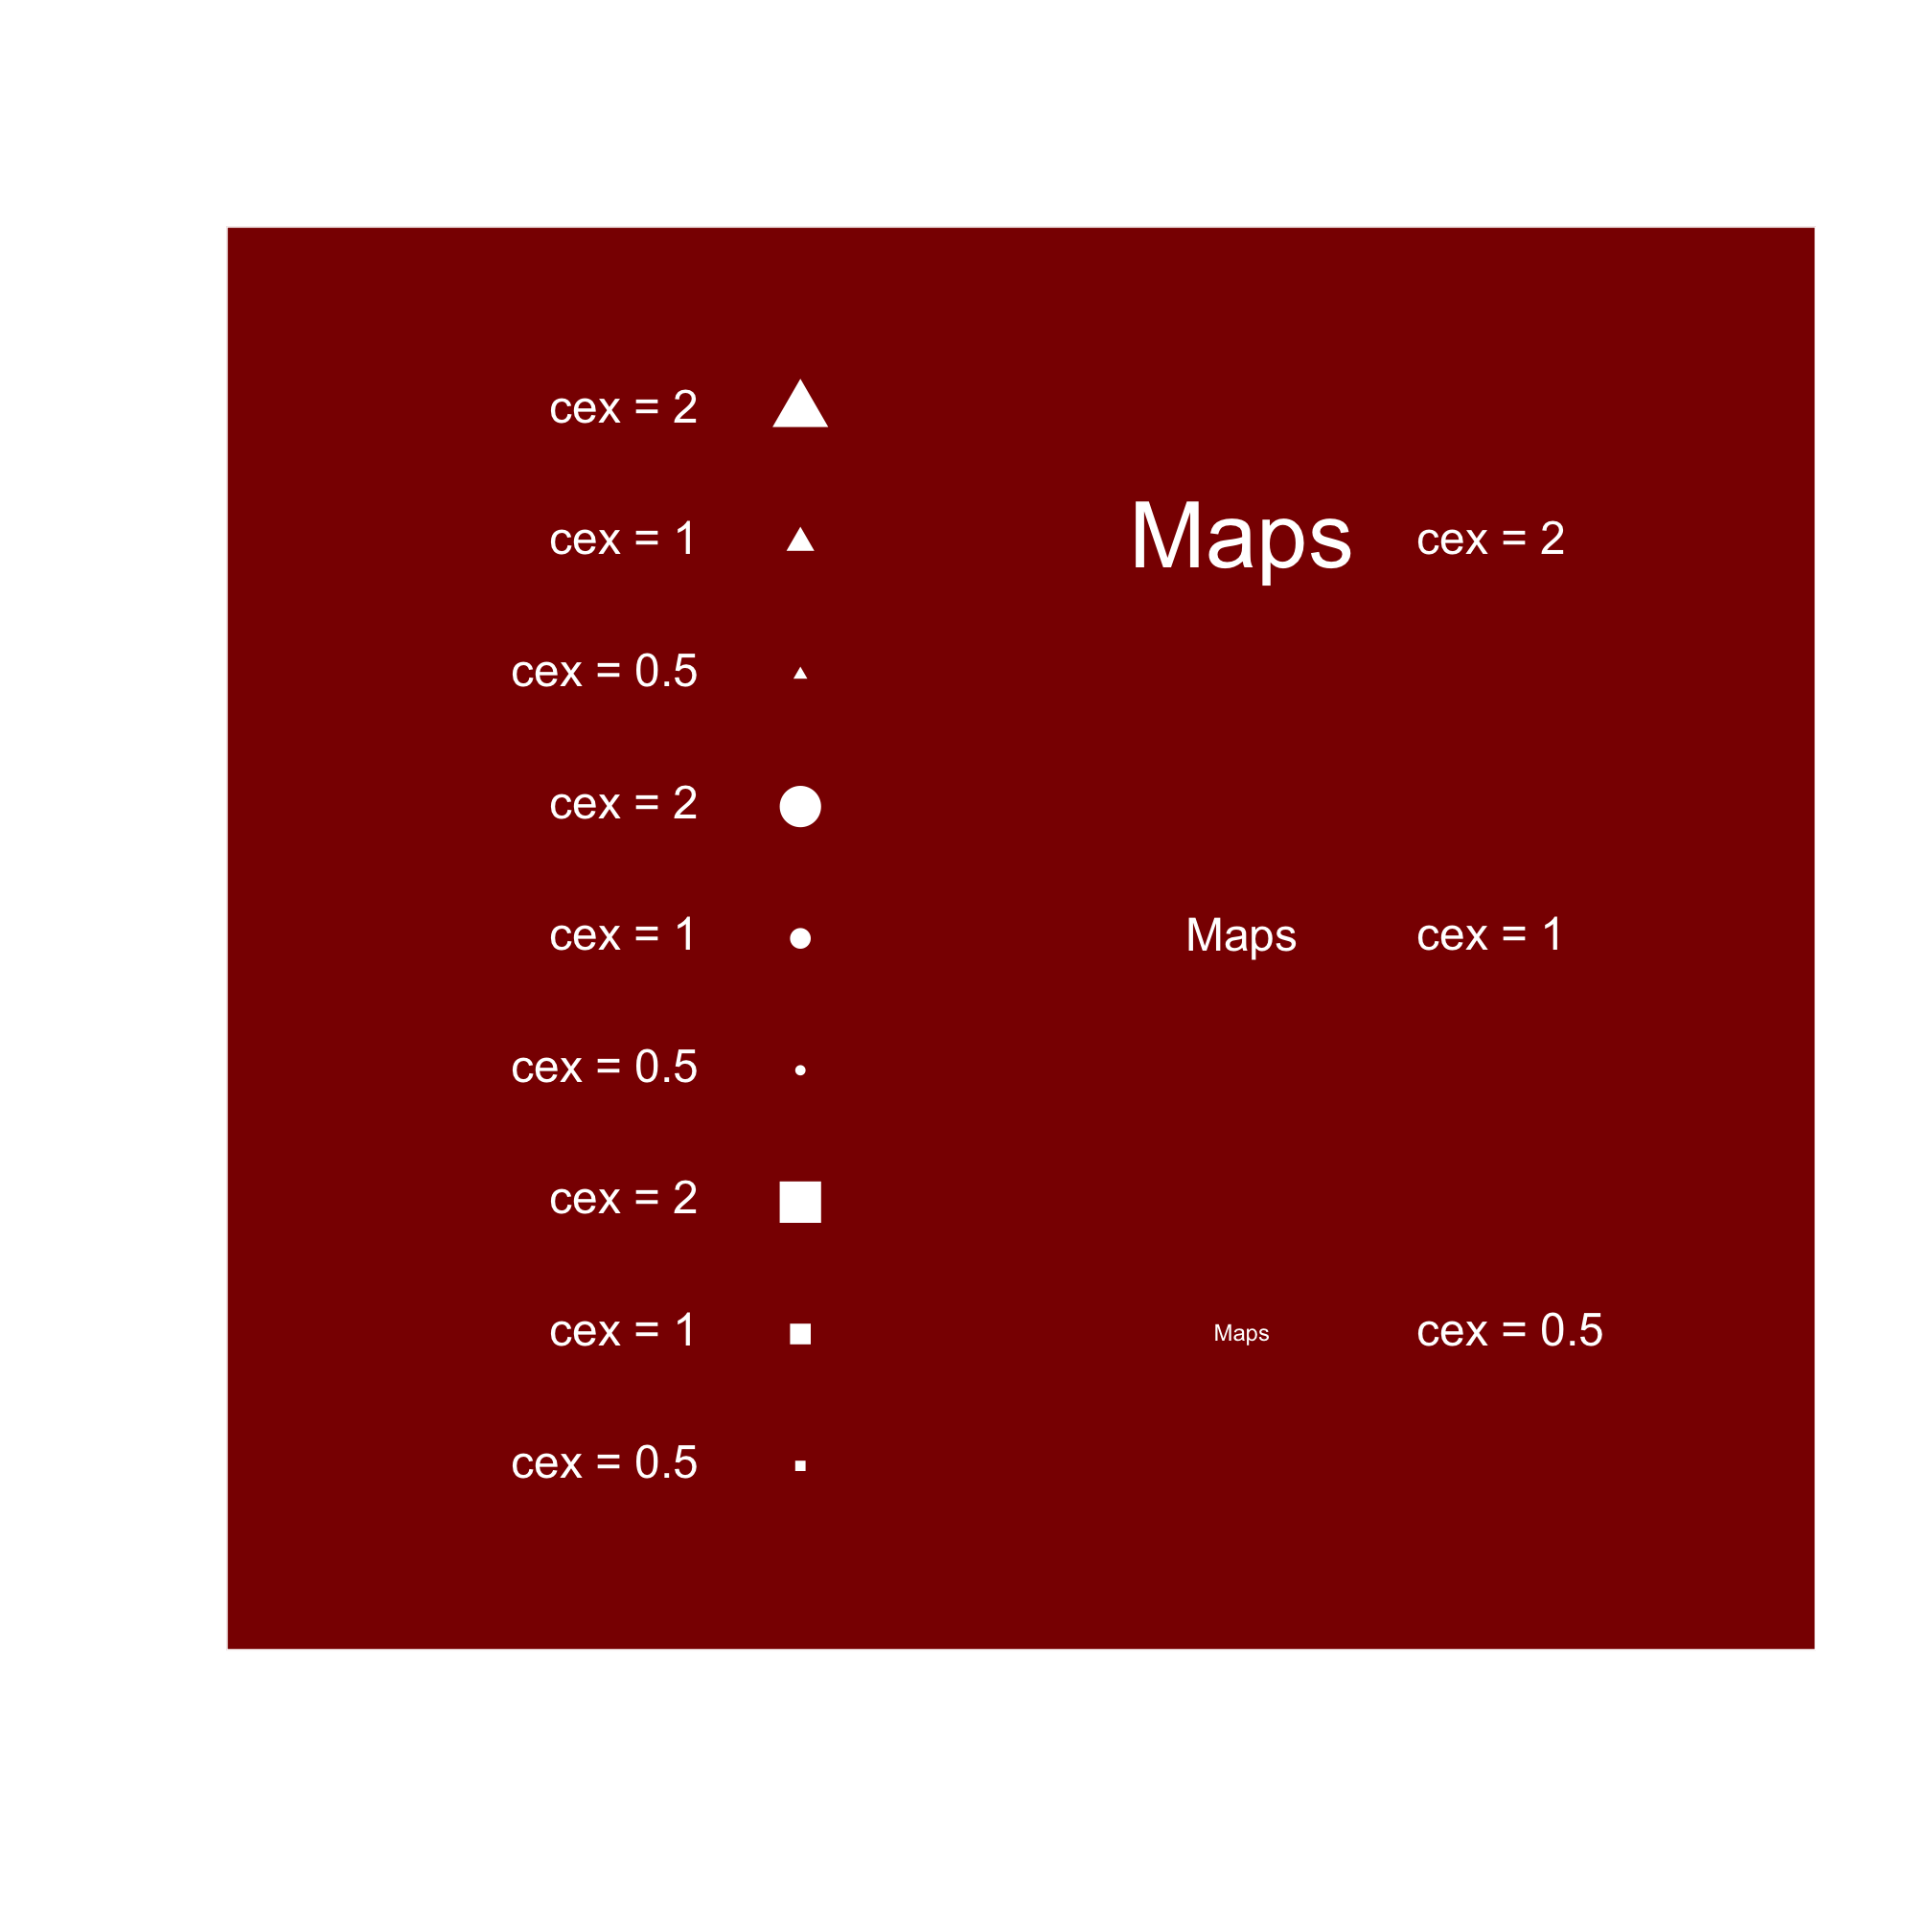 cex = 2
cex = 1
Maps cex = 2
cex = 0.5
cex = 2
cex = 1
Maps cex = 1
cex = 0.5
cex = 2
cex = 1
Maps cex = 0.5
cex = 0.5